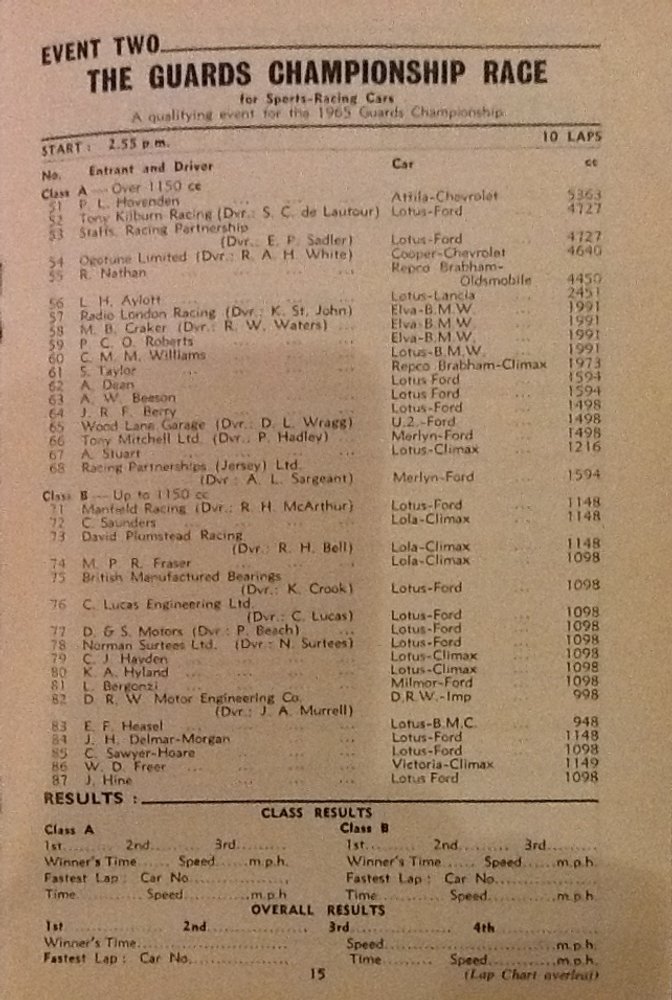 EVENT TWO
THE GUARDS CHAMPIONSHIP RACE
for Sports-Racing Cars
A qualifying event for the 1965 Guards Championship.
START : 2.55 p.m. 10 LAPS
No. Entrant and Driver Car cc
Class A — Over 1150 cc
51 P. L. Hovenden ... ... ... Attila-Chevrolet ... 5363
52 Tony Kilburn Racing (Dvr.: S. C. de Lautour) Lotus-Ford ... 4727
53 Staffs. Racing Partnership
(Dvr.: E. P. Sadler) Lotus-Ford ... 4727
54 Ogotune Limited (Dvr.: R. A. H. White) Cooper-Chevrolet 4640
55 R. Nathan ... ... ... Repco Brabham-
Oldsmobile 4450
56 L. H. Aylott ... ... ... Lotus-Lancia ... 2451
57 Radio London Racing (Dvr.: K. St. John) Elva-B.M.W. ... 1991
58 M. B. Craker (Dvr.: R. W. Waters) ... Elva-B.M.W. ... 1991
59 P. C. O. Roberts ... ... ... Elva-B.M.W. ... 1991
60 C. M. M. Williams ... ... ... Lotus-B.M.W. ... 1991
61 S. Taylor ... ... ... Repco Brabham-Climax 1973
62 A. Dean ... ... ... Lotus Ford ... 1594
63 A. W. Beeson ... ... ... Lotus Ford ... 1594
64 J. R. F. Berry ... ... ... Lotus-Ford ... 1498
65 Wood Lane Garage (Dvr.: D. L. Wragg) U.2.-Ford ... 1498
66 Tony Mitchell Ltd. (Dvr.: P. Hadley) ... Merlyn-Ford ... 1498
67 A. Stuart ... ... ... Lotus-Climax ... 1216
68 Racing Partnerships (Jersey) Ltd.
(Dvr.: A. L. Sargeant) Merlyn-Ford ... 1594
Class B — Up to 1150 cc
71 Manfield Racing (Dvr.: R. H. McArthur) Lotus-Ford ... 1148
72 C. Saunders ... ... ... Lola-Climax ... 1148
73 David Plumstead Racing
(Dvr.: R. H. Bell) Lola-Climax ... 1148
74 M. P. R. Fraser ... ... ... Lola-Climax ... 1098
75 British Manufactured Bearings
(Dvr.: K. Crook) Lotus-Ford ... 1098
76 C. Lucas Engineering Ltd.
(Dvr.: C. Lucas) Lotus-Ford ... 1098
77 D. & S. Motors (Dvr.: P. Beach) ... Lotus-Ford ... 1098
78 Norman Surtees Ltd. (Dvr.: N. Surtees) Lotus-Ford ... 1098
79 C. J. Hayden ... ... ... Lotus-Climax ... 1098
80 K. A. Hyland ... ... ... Lotus-Climax ... 1098
81 L. Bergonzi ... ... ... Milmor-Ford ... 1098
82 D. R. W. Motor Engineering Co. D.R.W.-Imp ... 998
(Dvr.: J. A. Murrell)
83 E. F. Heasel ... ... ... Lotus-B.M.C. ... 948
84 J. H. Delmar-Morgan ... ... ... Lotus-Ford ... 1148
85 C. Sawyer-Hoare ... ... ... Lotus-Ford ... 1098
86 W. D. Freer ... ... ... Victoria-Climax ... 1149
87 J. Hine ... ... ... Lotus Ford ... 1098
RESULTS :
CLASS RESULTS
Class A Class B
1st......... 2nd......... 3rd......... 1st......... 2nd......... 3rd.........
Winner's Time...... Speed......m.p.h. Winner's Time...... Speed......m.p.h.
Fastest Lap : Car No............... Fastest Lap : Car No...............
Time............ Speed............m.p.h Time............ Speed............m.p.h.
OVERALL RESULTS
1st 2nd 3rd 4th
Winner's Time............... Speed...............m.p.h.
Fastest Lap : Car No............... Time............ Speed............m.p.h.
15 (Lap Chart overleaf)